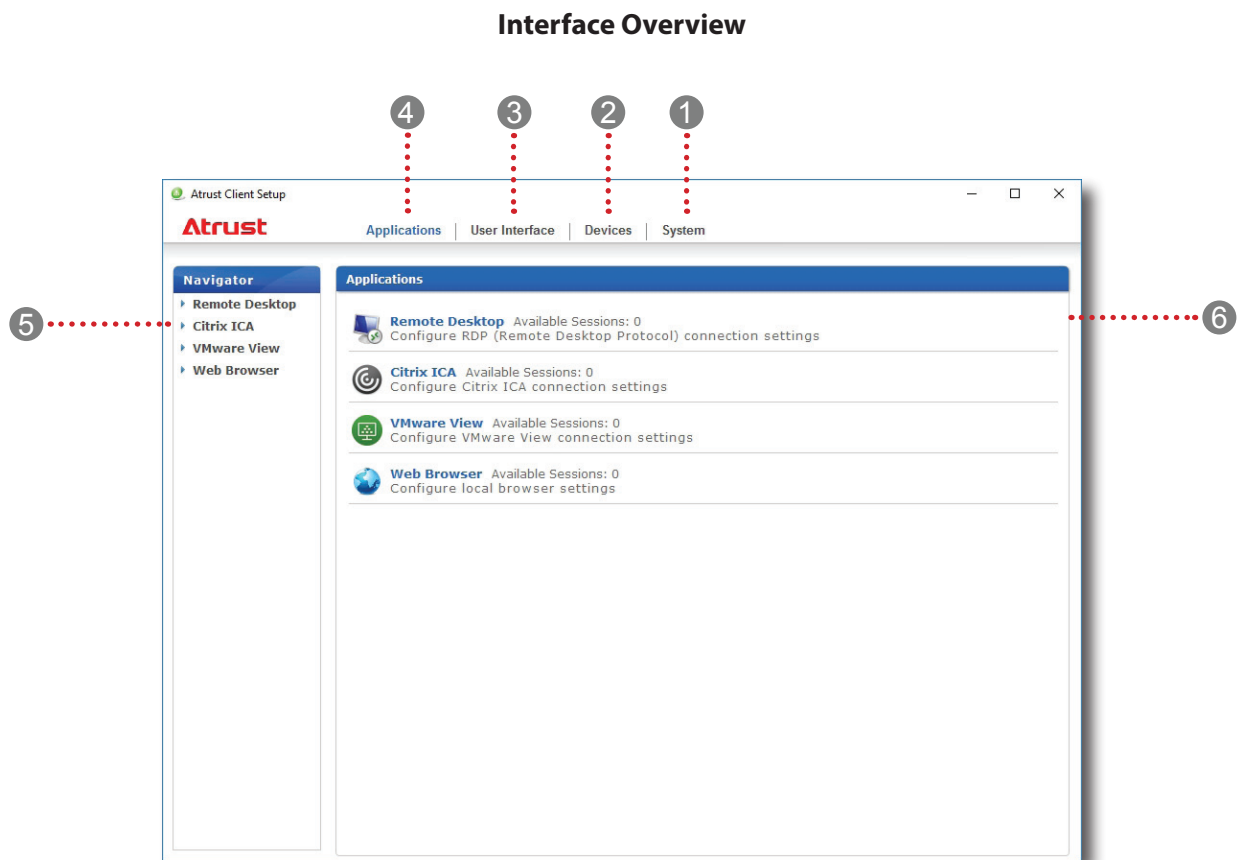 Interface Overview
4 3 2 1
Atrust Client Setup
Atrust
Applications | User Interface | Devices | System
Navigator
Remote Desktop
Citrix ICA
VMware View
Web Browser
5
Applications
Remote Desktop Available Sessions: 0
Configure RDP (Remote Desktop Protocol) connection settings
Citrix ICA Available Sessions: 0
Configure Citrix ICA connection settings
VMware View Available Sessions: 0
Configure VMware View connection settings
Web Browser Available Sessions: 0
Configure local browser settings
6